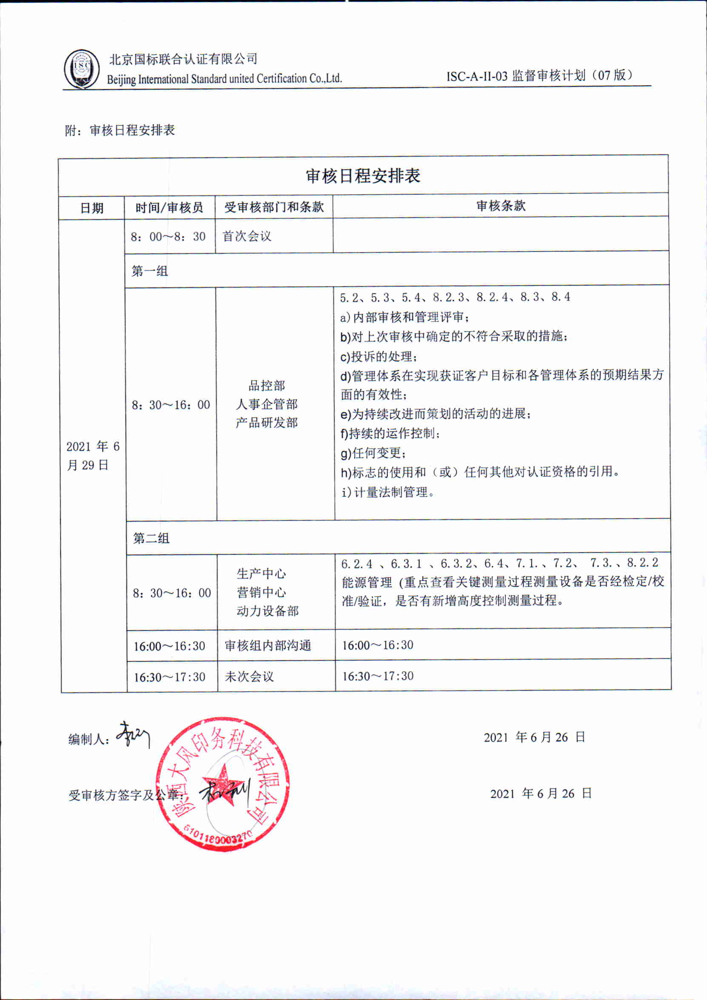 ISC
北京国标联合认证有限公司
Beijing International Standard united Certification Co.,Ltd.
ISC-A-II-03 监督审核计划（07 版）
附：审核日程安排表
审核日程安排表
日期
时间/审核员
受审核部门和条款
审核条款
8：00～8：30
首次会议
第一组
2021 年 6
月 29 日
8：30～16：00
品控部
人事企管部
产品研发部
5.2、5.3、5.4、8.2.3、8.2.4、8.3、8.4
a)内部审核和管理评审；
b)对上次审核中确定的不符合采取的措施；
c)投诉的处理；
d)管理体系在实现获证客户目标和各管理体系的预期结果方
面的有效性；
e)为持续改进而策划的活动的进展；
f)持续的运作控制；
g)任何变更；
h)标志的使用和（或）任何其他对认证资格的引用。
i)计量法制管理。
第二组
8：30～16：00
生产中心
营销中心
动力设备部
6.2.4 、6.3.1 、6.3.2、6.4、7.1.、7.2、 7.3.、8.2.2
能源管理 (重点查看关键测量过程测量设备是否经检定/校
准/验证，是否有新增高度控制测量过程。
16:00～16:30
审核组内部沟通
16:00～16:30
16:30～17:30
未次会议
16:30～17:30
编制人：
2021 年 6 月 26 日
受审核方签字及公章：
2021 年 6 月 26 日
陕西大风印务科技有限公司
6101180003270